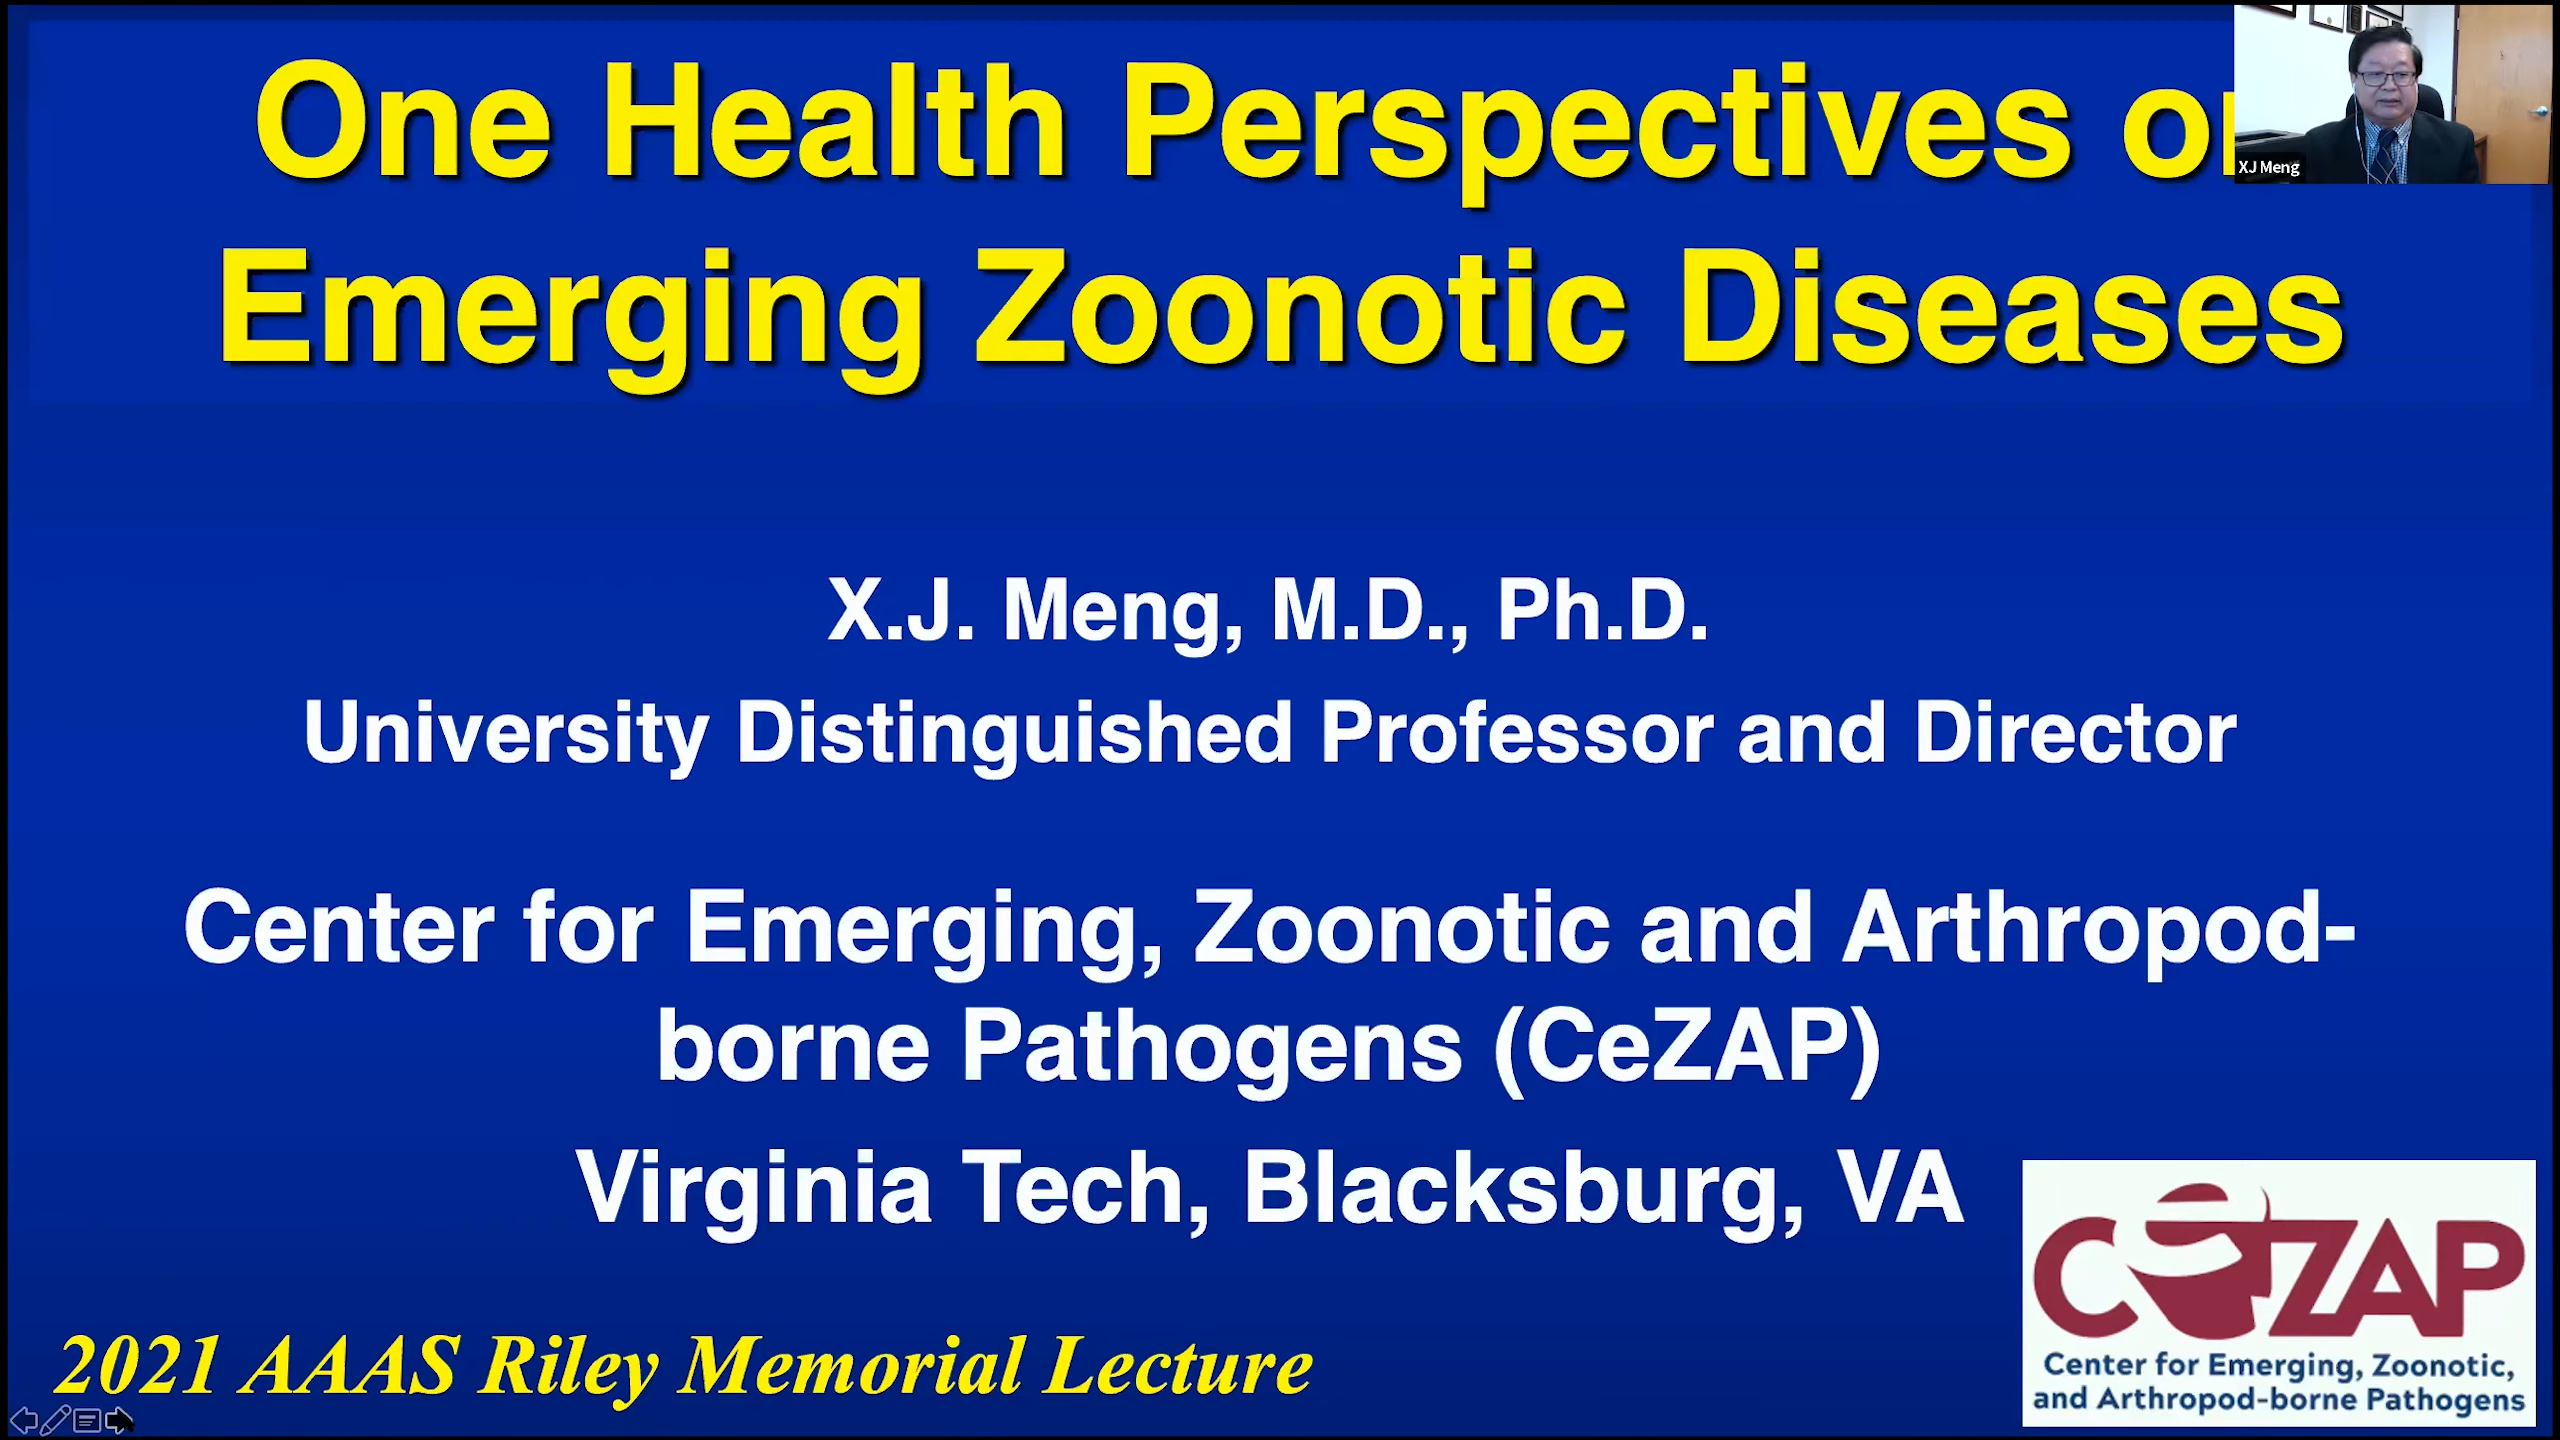 One Health Perspectives o
Emerging Zoonotic Diseases
XJ Meng
X.J. Meng, M.D., Ph.D.
University Distinguished Professor and Director
Center for Emerging, Zoonotic and Arthropod-
borne Pathogens (CeZAP)
Virginia Tech, Blacksburg, VA
2021 AAAS Riley Memorial Lecture
CeZAP
Center for Emerging, Zoonotic,
and Arthropod-borne Pathogens